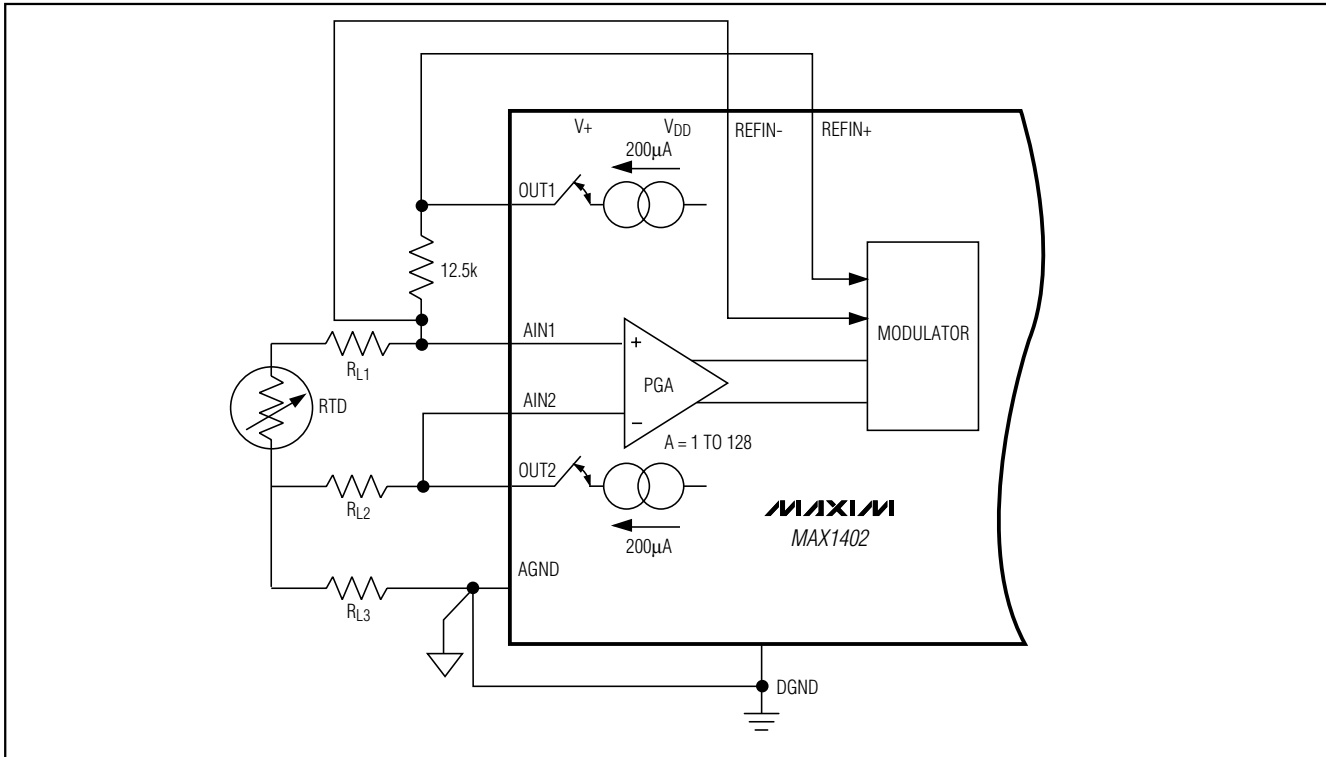 V+
VDD
REFIN-
REFIN+
200µA
OUT1
12.5k
AIN1
RL1
MODULATOR
+
PGA
RTD
AIN2
−
A = 1 TO 128
OUT2
RL2
MAXIM
MAX1402
200µA
AGND
RL3
DGND